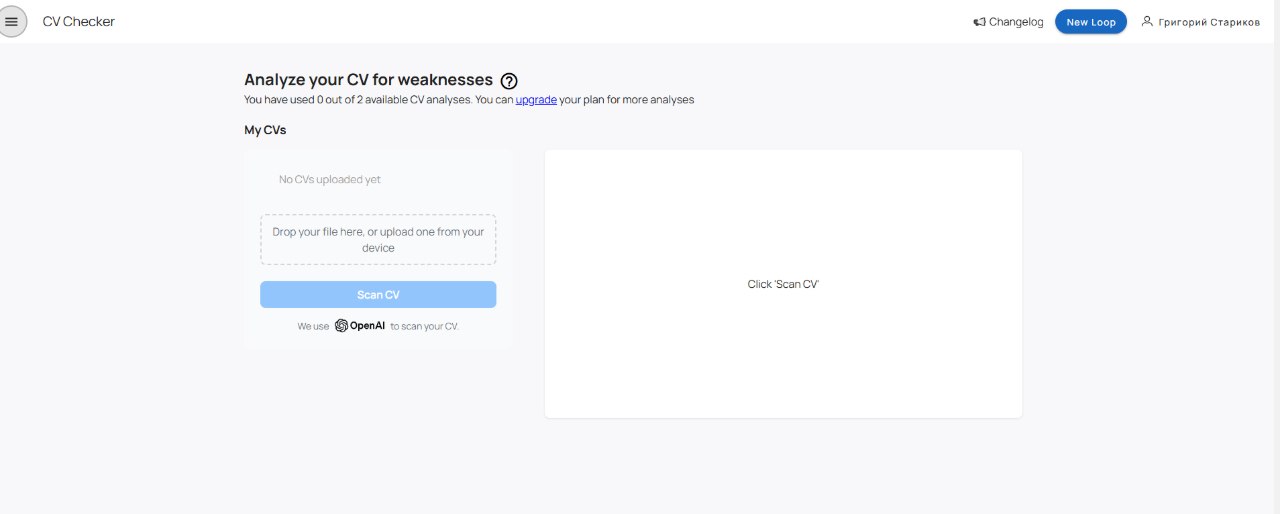 CV Checker
Changelog
New Loop
Григорий Стариков
Analyze your CV for weaknesses
You have used 0 out of 2 available CV analyses. You can upgrade your plan for more analyses
My CVs
No CVs uploaded yet
Drop your file here, or upload one from your
device
Scan CV
We use OpenAI to scan your CV.
Click 'Scan CV'